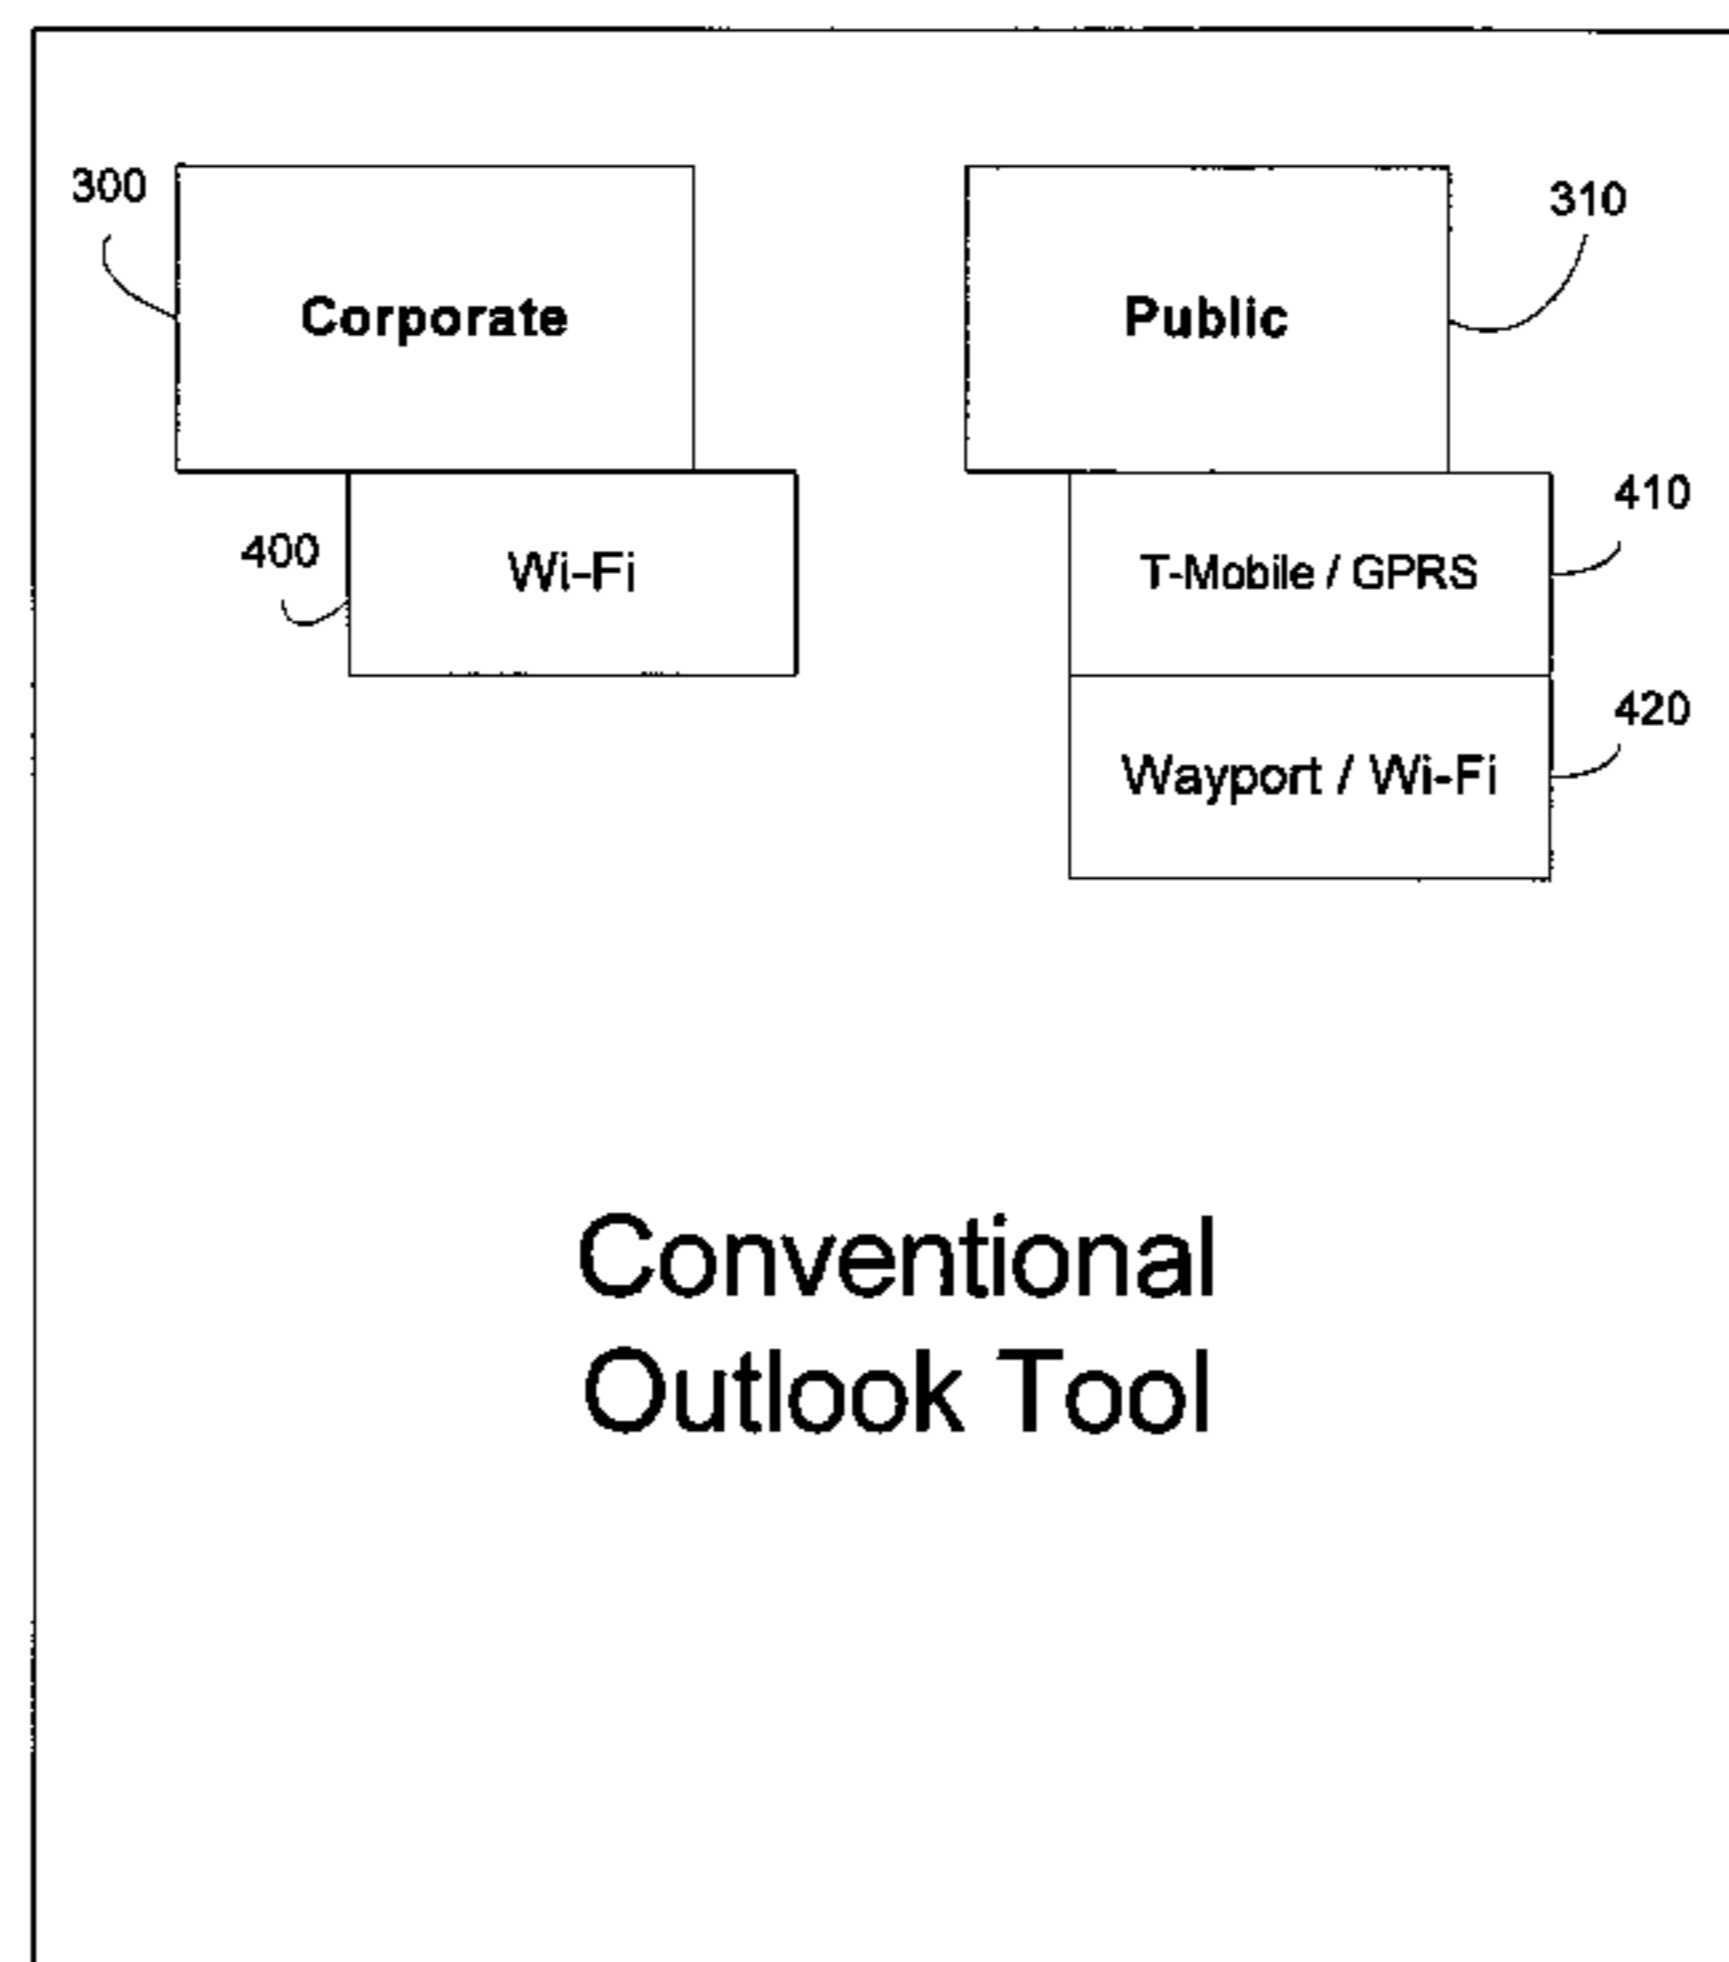 300
Corporate
Public
310
400
Wi-Fi
T-Mobile / GPRS
410
Wayport / Wi-Fi
420
Conventional
Outlook Tool